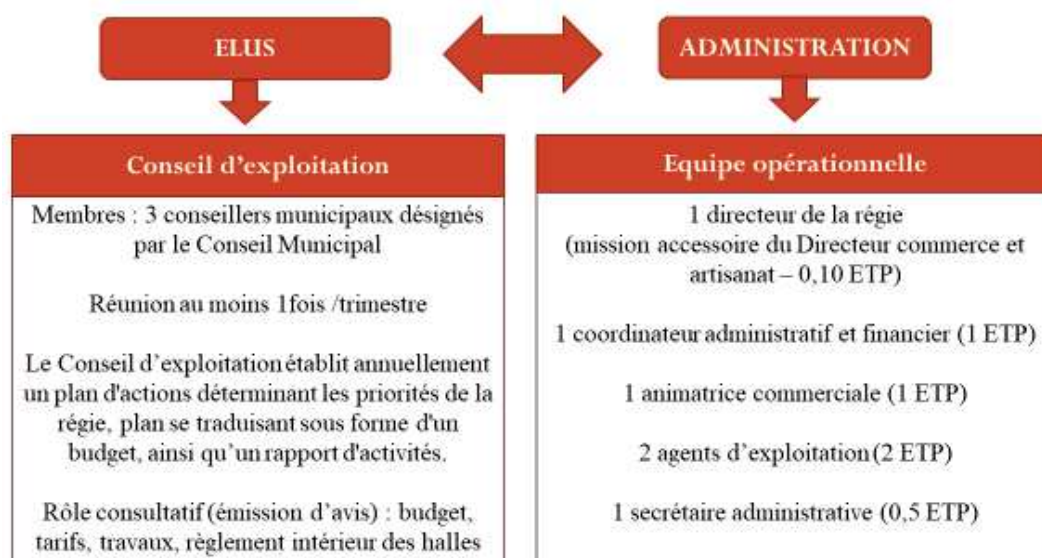 ELUS
ADMINISTRATION
Conseil d'exploitation
Membres : 3 conseillers municipaux désignés
par le Conseil Municipal
Réunion au moins 1fois /trimestre
Le Conseil d'exploitation établit annuellement
un plan d'actions déterminant les priorités de la
régie, plan se traduisant sous forme d'un
budget, ainsi qu'un rapport d'activités.
Rôle consultatif (émission d'avis) : budget,
tarifs, travaux, règlement intérieur des halles
Equipe opérationnelle
1 directeur de la régie
(mission accessoire du Directeur commerce et
artisanat – 0,10 ETP)
1 coordinateur administratif et financier (1 ETP)
1 animatrice commerciale (1 ETP)
2 agents d'exploitation (2 ETP)
1 secrétaire administrative (0,5 ETP)